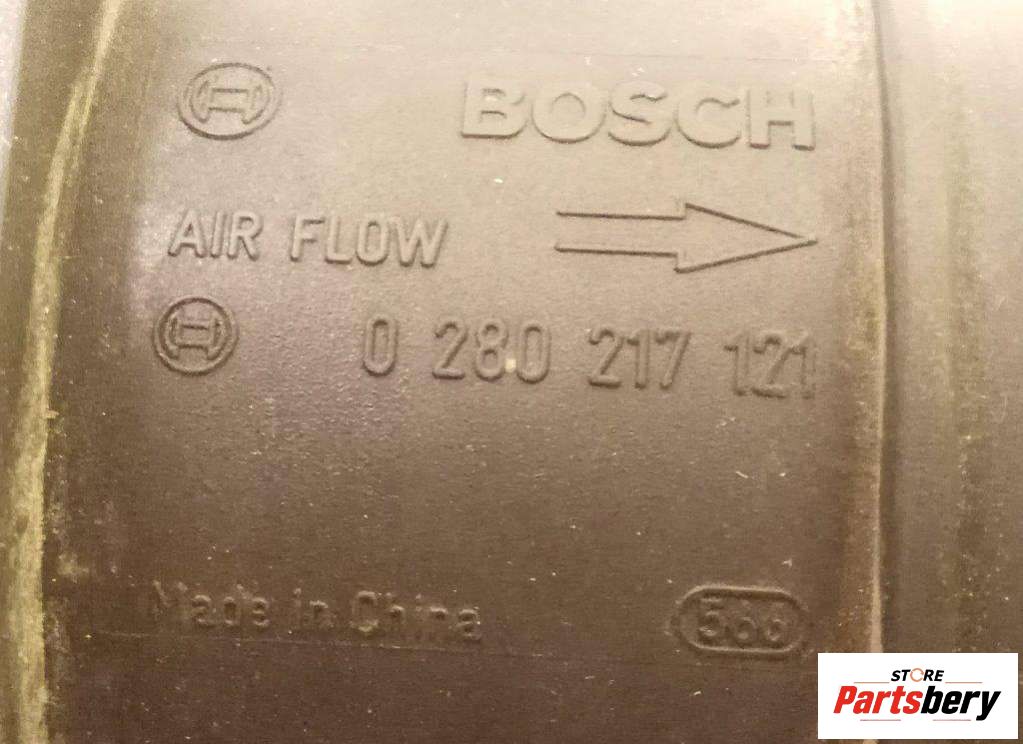 BOSCH
AIR FLOW
0 280 217 121
Made in China
566
STORE
Partsbery